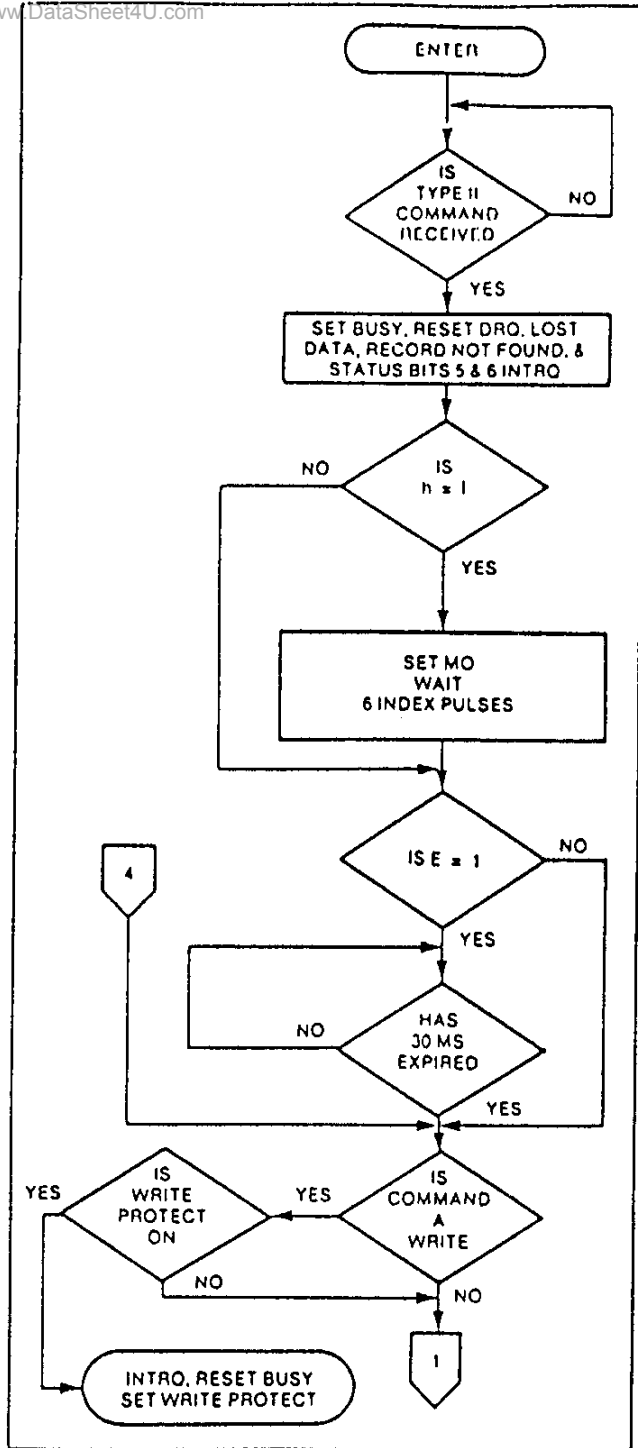 www.DataSheet4U.com
ENTER
IS
TYPE II
COMMAND
RECEIVED
NO
YES
SET BUSY, RESET DRQ, LOST
DATA, RECORD NOT FOUND, &
STATUS BITS 5 & 6 INTRQ
NO
IS
h = 1
YES
SET MO
WAIT
6 INDEX PULSES
4
IS E = 1
NO
YES
NO
HAS
30 MS
EXPIRED
YES
YES
IS
WRITE
PROTECT
ON
YES
IS
COMMAND
A
WRITE
NO
NO
INTRQ, RESET BUSY
SET WRITE PROTECT
1